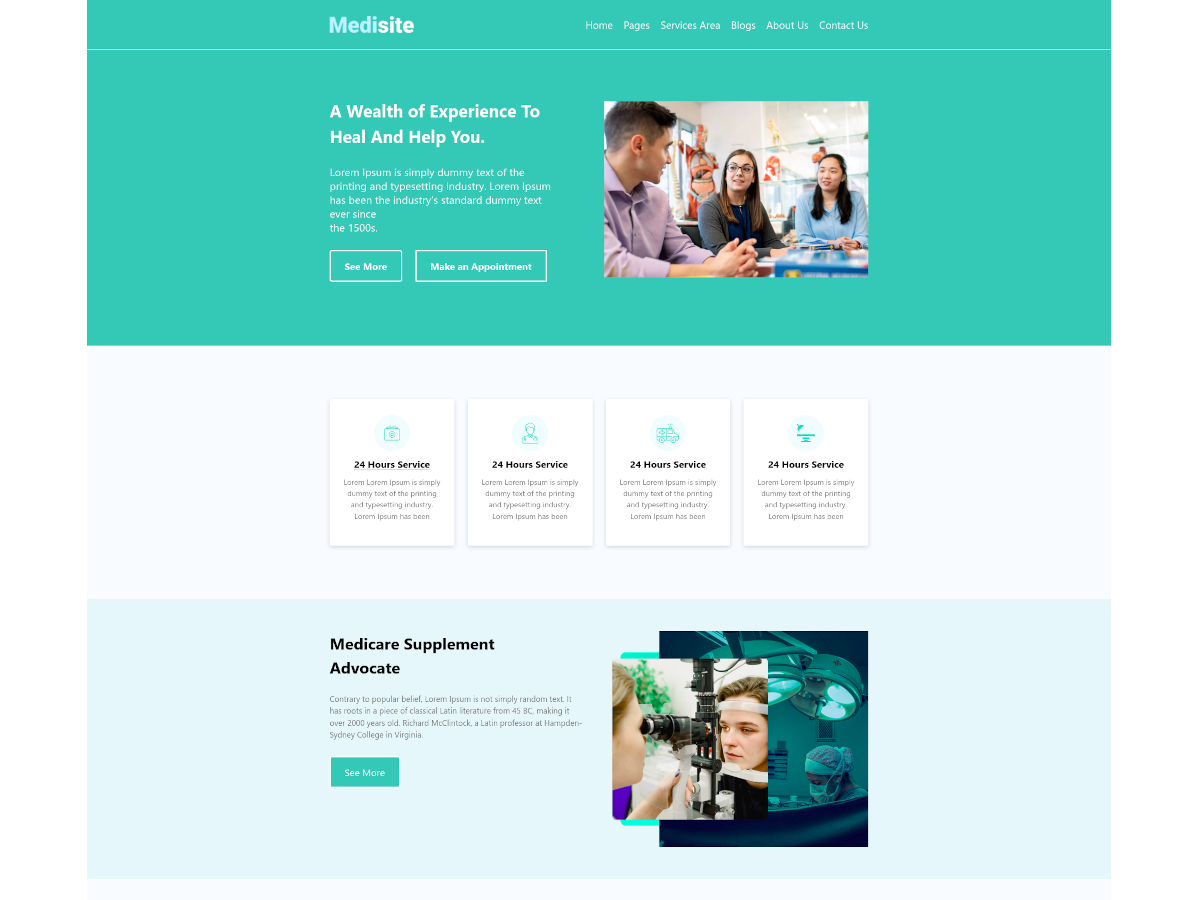 Medisite
Home Pages Services Area Blogs About Us Contact Us
A Wealth of Experience To
Heal And Help You.
Lorem Ipsum is simply dummy text of the
printing and typesetting industry. Lorem Ipsum
has been the industry's standard dummy text
ever since
the 1500s.
See More
Make an Appointment
24 Hours Service
Lorem Lorem Ipsum is simply
dummy text of the printing
and typesetting industry.
Lorem Ipsum has been
24 Hours Service
Lorem Lorem Ipsum is simply
dummy text of the printing
and typesetting industry.
Lorem Ipsum has been
24 Hours Service
Lorem Lorem Ipsum is simply
dummy text of the printing
and typesetting industry.
Lorem Ipsum has been
24 Hours Service
Lorem Lorem Ipsum is simply
dummy text of the printing
and typesetting industry.
Lorem Ipsum has been
Medicare Supplement
Advocate
Contrary to popular belief, Lorem Ipsum is not simply random text. It
has roots in a piece of classical Latin literature from 45 BC, making it
over 2000 years old. Richard McClintock, a Latin professor at Hampden-
Sydney College in Virginia.
See More